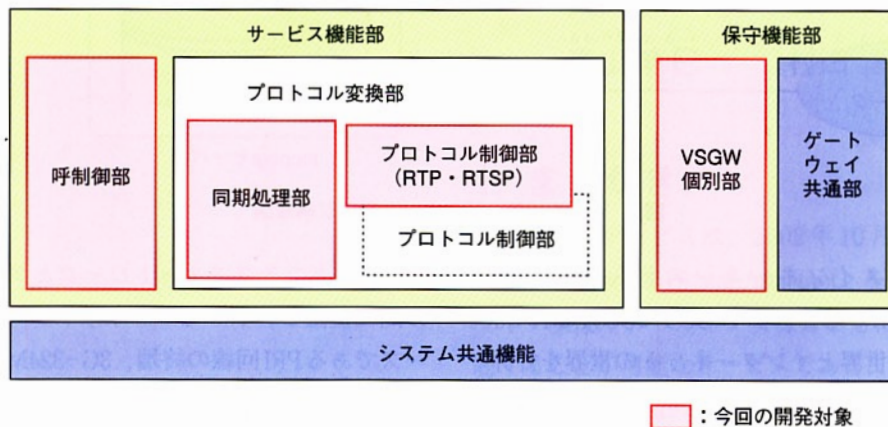 サービス機能部
保守機能部
プロトコル変換部
呼制御部
同期処理部
プロトコル制御部
(RTP・RTSP)
プロトコル制御部
VSGW
個別部
ゲート
ウェイ
共通部
システム共通機能
：今回の開発対象